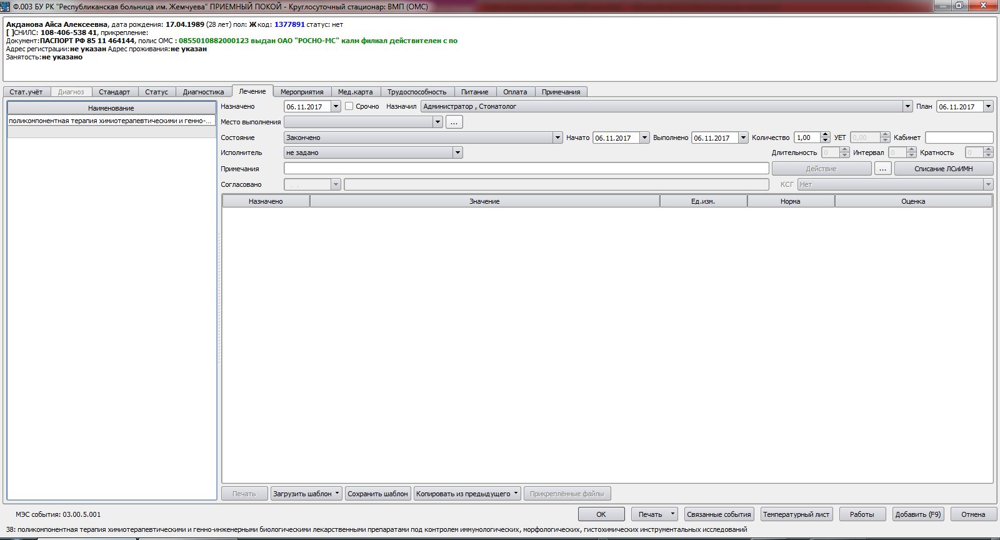 Ф.003 БУ РК "Республиканская больница им. Жемчуева" ПРИЕМНЫЙ ПОКОЙ - Круглосуточный стационар: ВМП (ОМС)
Акданова Айса Алексеевна, дата рождения: 17.04.1989 (28 лет) пол: Ж код: 1377891 статус: нет
[ ]СНИЛС: 108-406-538 41, прикрепление:
Документ:ПАСПОРТ РФ 85 11 464144, полис ОМС : 0855010882000123 выдан ОАО "РОСНО-МС" калм филиал действителен с по
Адрес регистрации:не указан Адрес проживания:не указан
Занятость:не указано
Стат.учёт Диагноз Стандарт Статус Диагностика Лечение Мероприятия Мед.карта Трудоспособность Питание Оплата Примечания
Наименование
поликомпонентная терапия химиотерапевтическими и генно-...
Назначено 06.11.2017 Срочно Назначил Администратор , Стоматолог План 06.11.2017
Место выполнения ...
Состояние Закончено Начато 06.11.2017 Выполнено 06.11.2017 Количество 1,00 УЕТ 0,00 Кабинет
Исполнитель не задано Длительность 0 Интервал 0 Кратность 0
Примечания Действие ... Списание ЛСиИМН
Согласовано . . КСГ Нет
Назначено Значение Ед.изм. Норма Оценка
Печать Загрузить шаблон Сохранить шаблон Копировать из предыдущего Прикреплённые файлы
МЭС события: 03.00.5.001 ОК Печать Связанные события Температурный лист Работы Добавить (F9) Отмена
38: поликомпонентная терапия химиотерапевтическими и генно-инженерными биологическими лекарственными препаратами под контролем иммунологических, морфологических, гистохимических инструментальных исследований